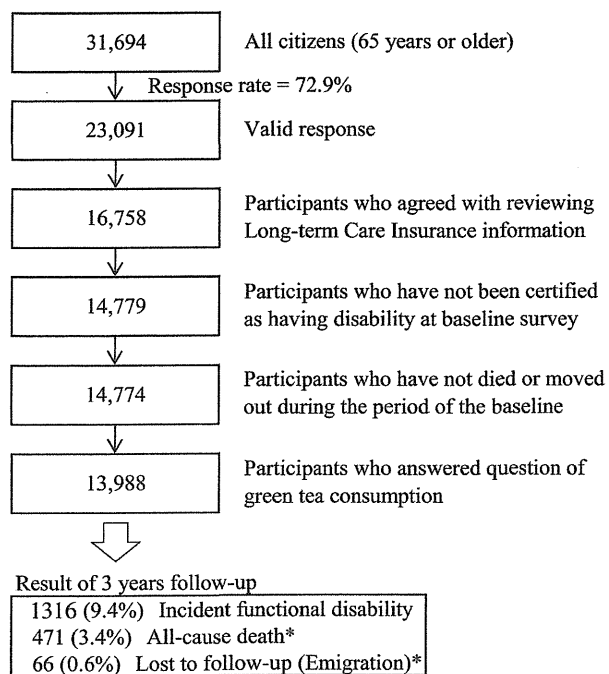 31,694 All citizens (65 years or older)
Response rate = 72.9%
23,091 Valid response
16,758 Participants who agreed with reviewing
Long-term Care Insurance information
14,779 Participants who have not been certified
as having disability at baseline survey
14,774 Participants who have not died or moved
out during the period of the baseline
13,988 Participants who answered question of
green tea consumption
Result of 3 years follow-up
1316 (9.4%) Incident functional disability
471 (3.4%) All-cause death*
66 (0.6%) Lost to follow-up (Emigration)*